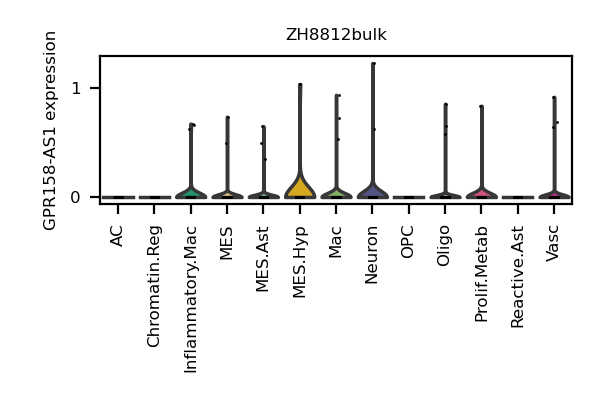 ZH8812bulk
GPR158-AS1 expression
1
0
AC
Chromatin.Reg
Inflammatory.Mac
MES
MES.Ast
MES.Hyp
Mac
Neuron
OPC
Oligo
Prolif.Metab
Reactive.Ast
Vasc